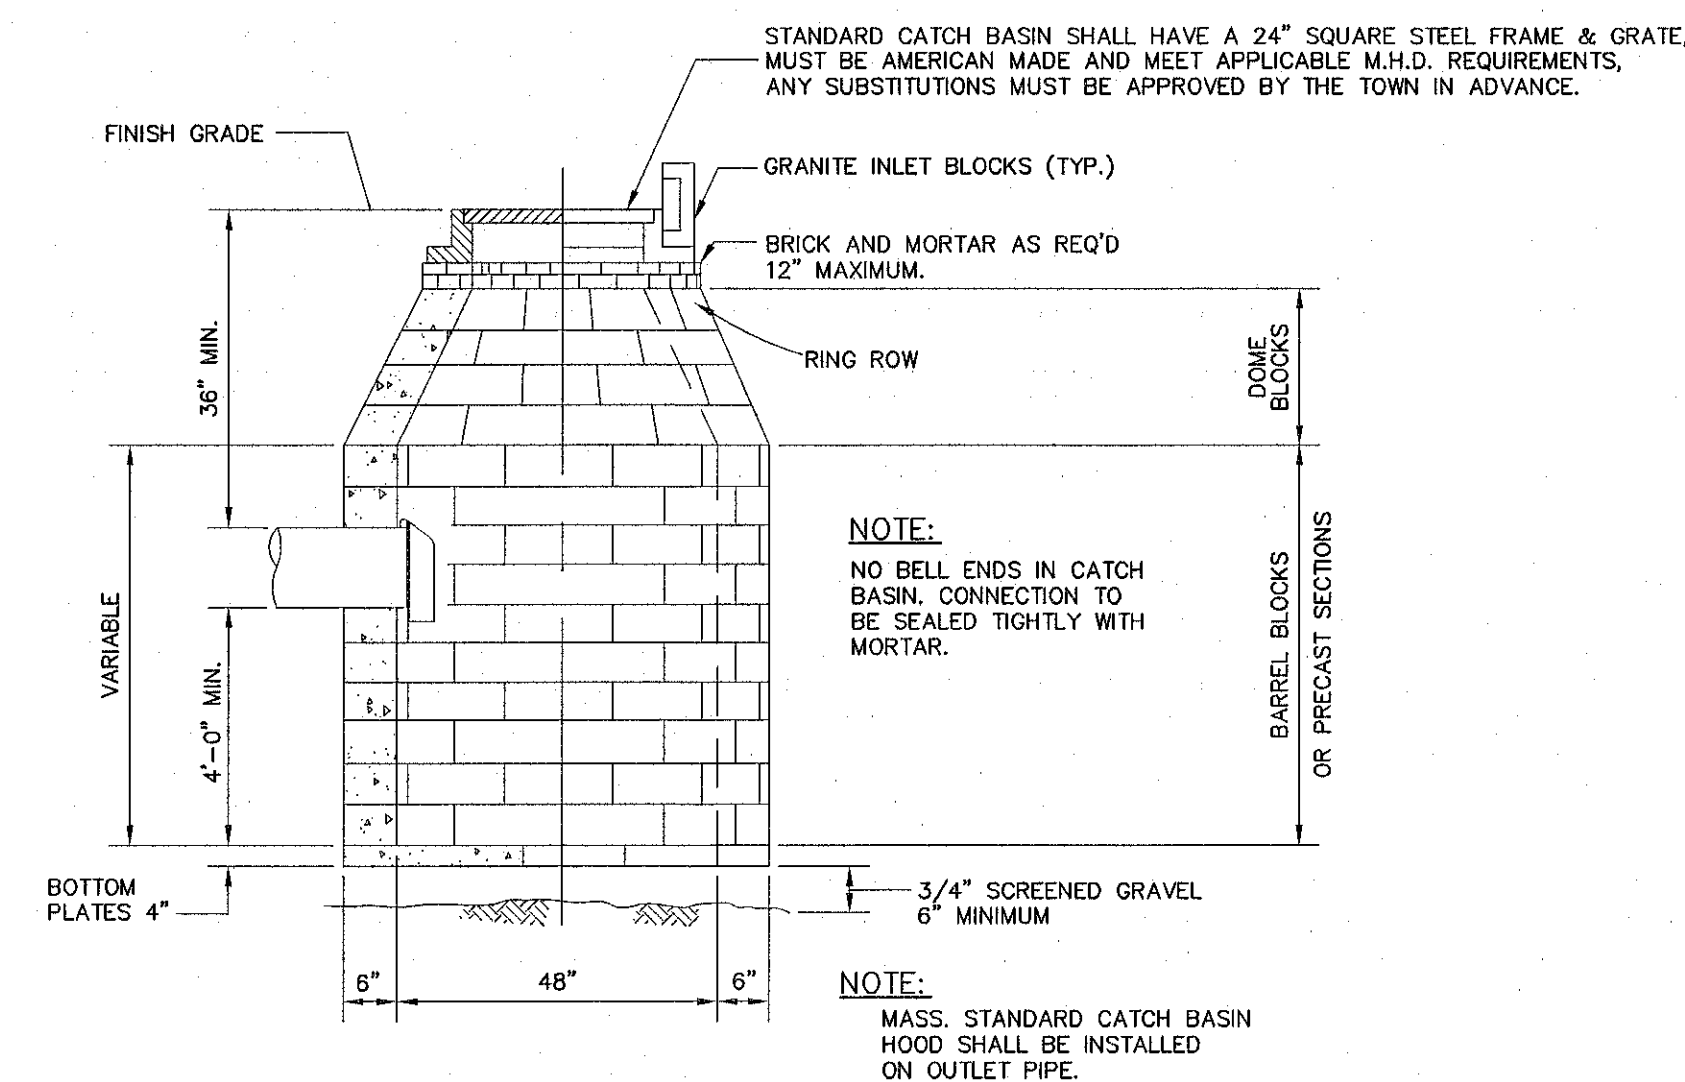 STANDARD CATCH BASIN SHALL HAVE A 24" SQUARE STEEL FRAME & GRATE,
MUST BE AMERICAN MADE AND MEET APPLICABLE M.H.D. REQUIREMENTS,
ANY SUBSTITUTIONS MUST BE APPROVED BY THE TOWN IN ADVANCE.
FINISH GRADE
GRANITE INLET BLOCKS (TYP.)
BRICK AND MORTAR AS REQ'D
12" MAXIMUM.
36" MIN.
RING ROW
DOME
BLOCKS
VARIABLE
4'-0" MIN.
NOTE:
NO BELL ENDS IN CATCH
BASIN. CONNECTION TO
BE SEALED TIGHTLY WITH
MORTAR.
BARREL BLOCKS
OR PRECAST SECTIONS
BOTTOM
PLATES 4"
3/4" SCREENED GRAVEL
6" MINIMUM
6"
48"
6"
NOTE:
MASS. STANDARD CATCH BASIN
HOOD SHALL BE INSTALLED
ON OUTLET PIPE.